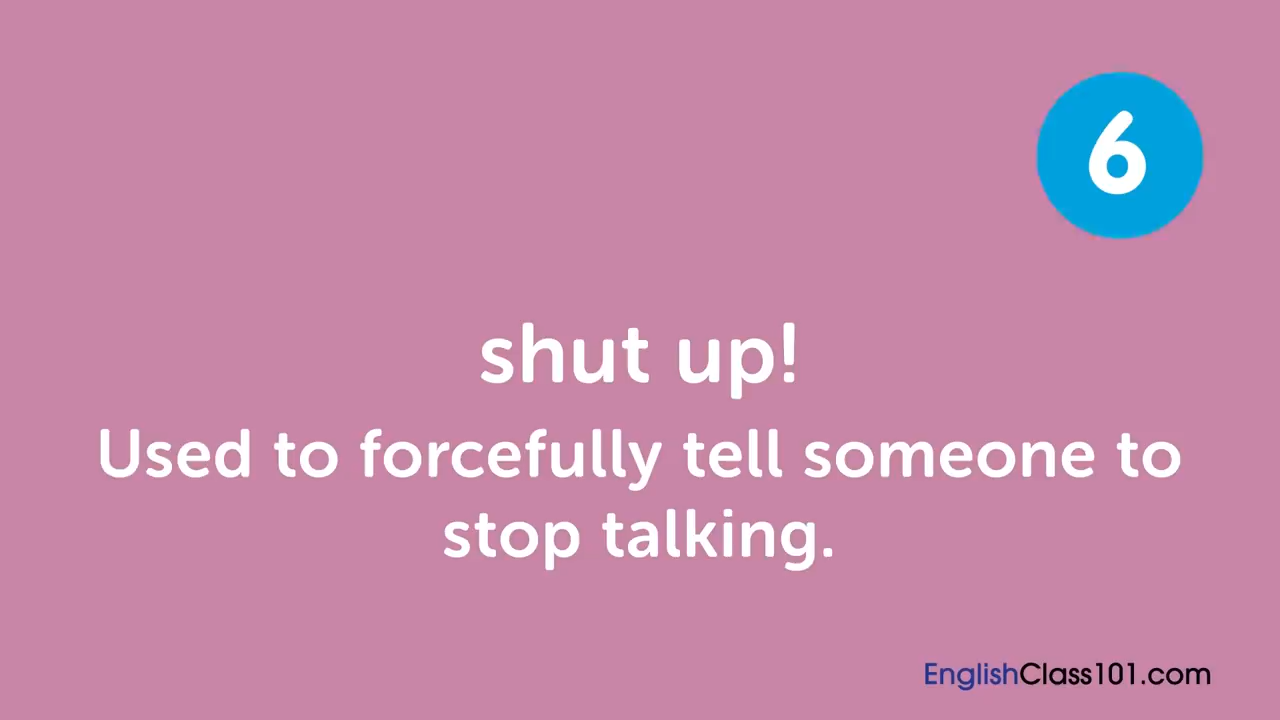 6
shut up!
Used to forcefully tell someone to
stop talking.
EnglishClass101.com